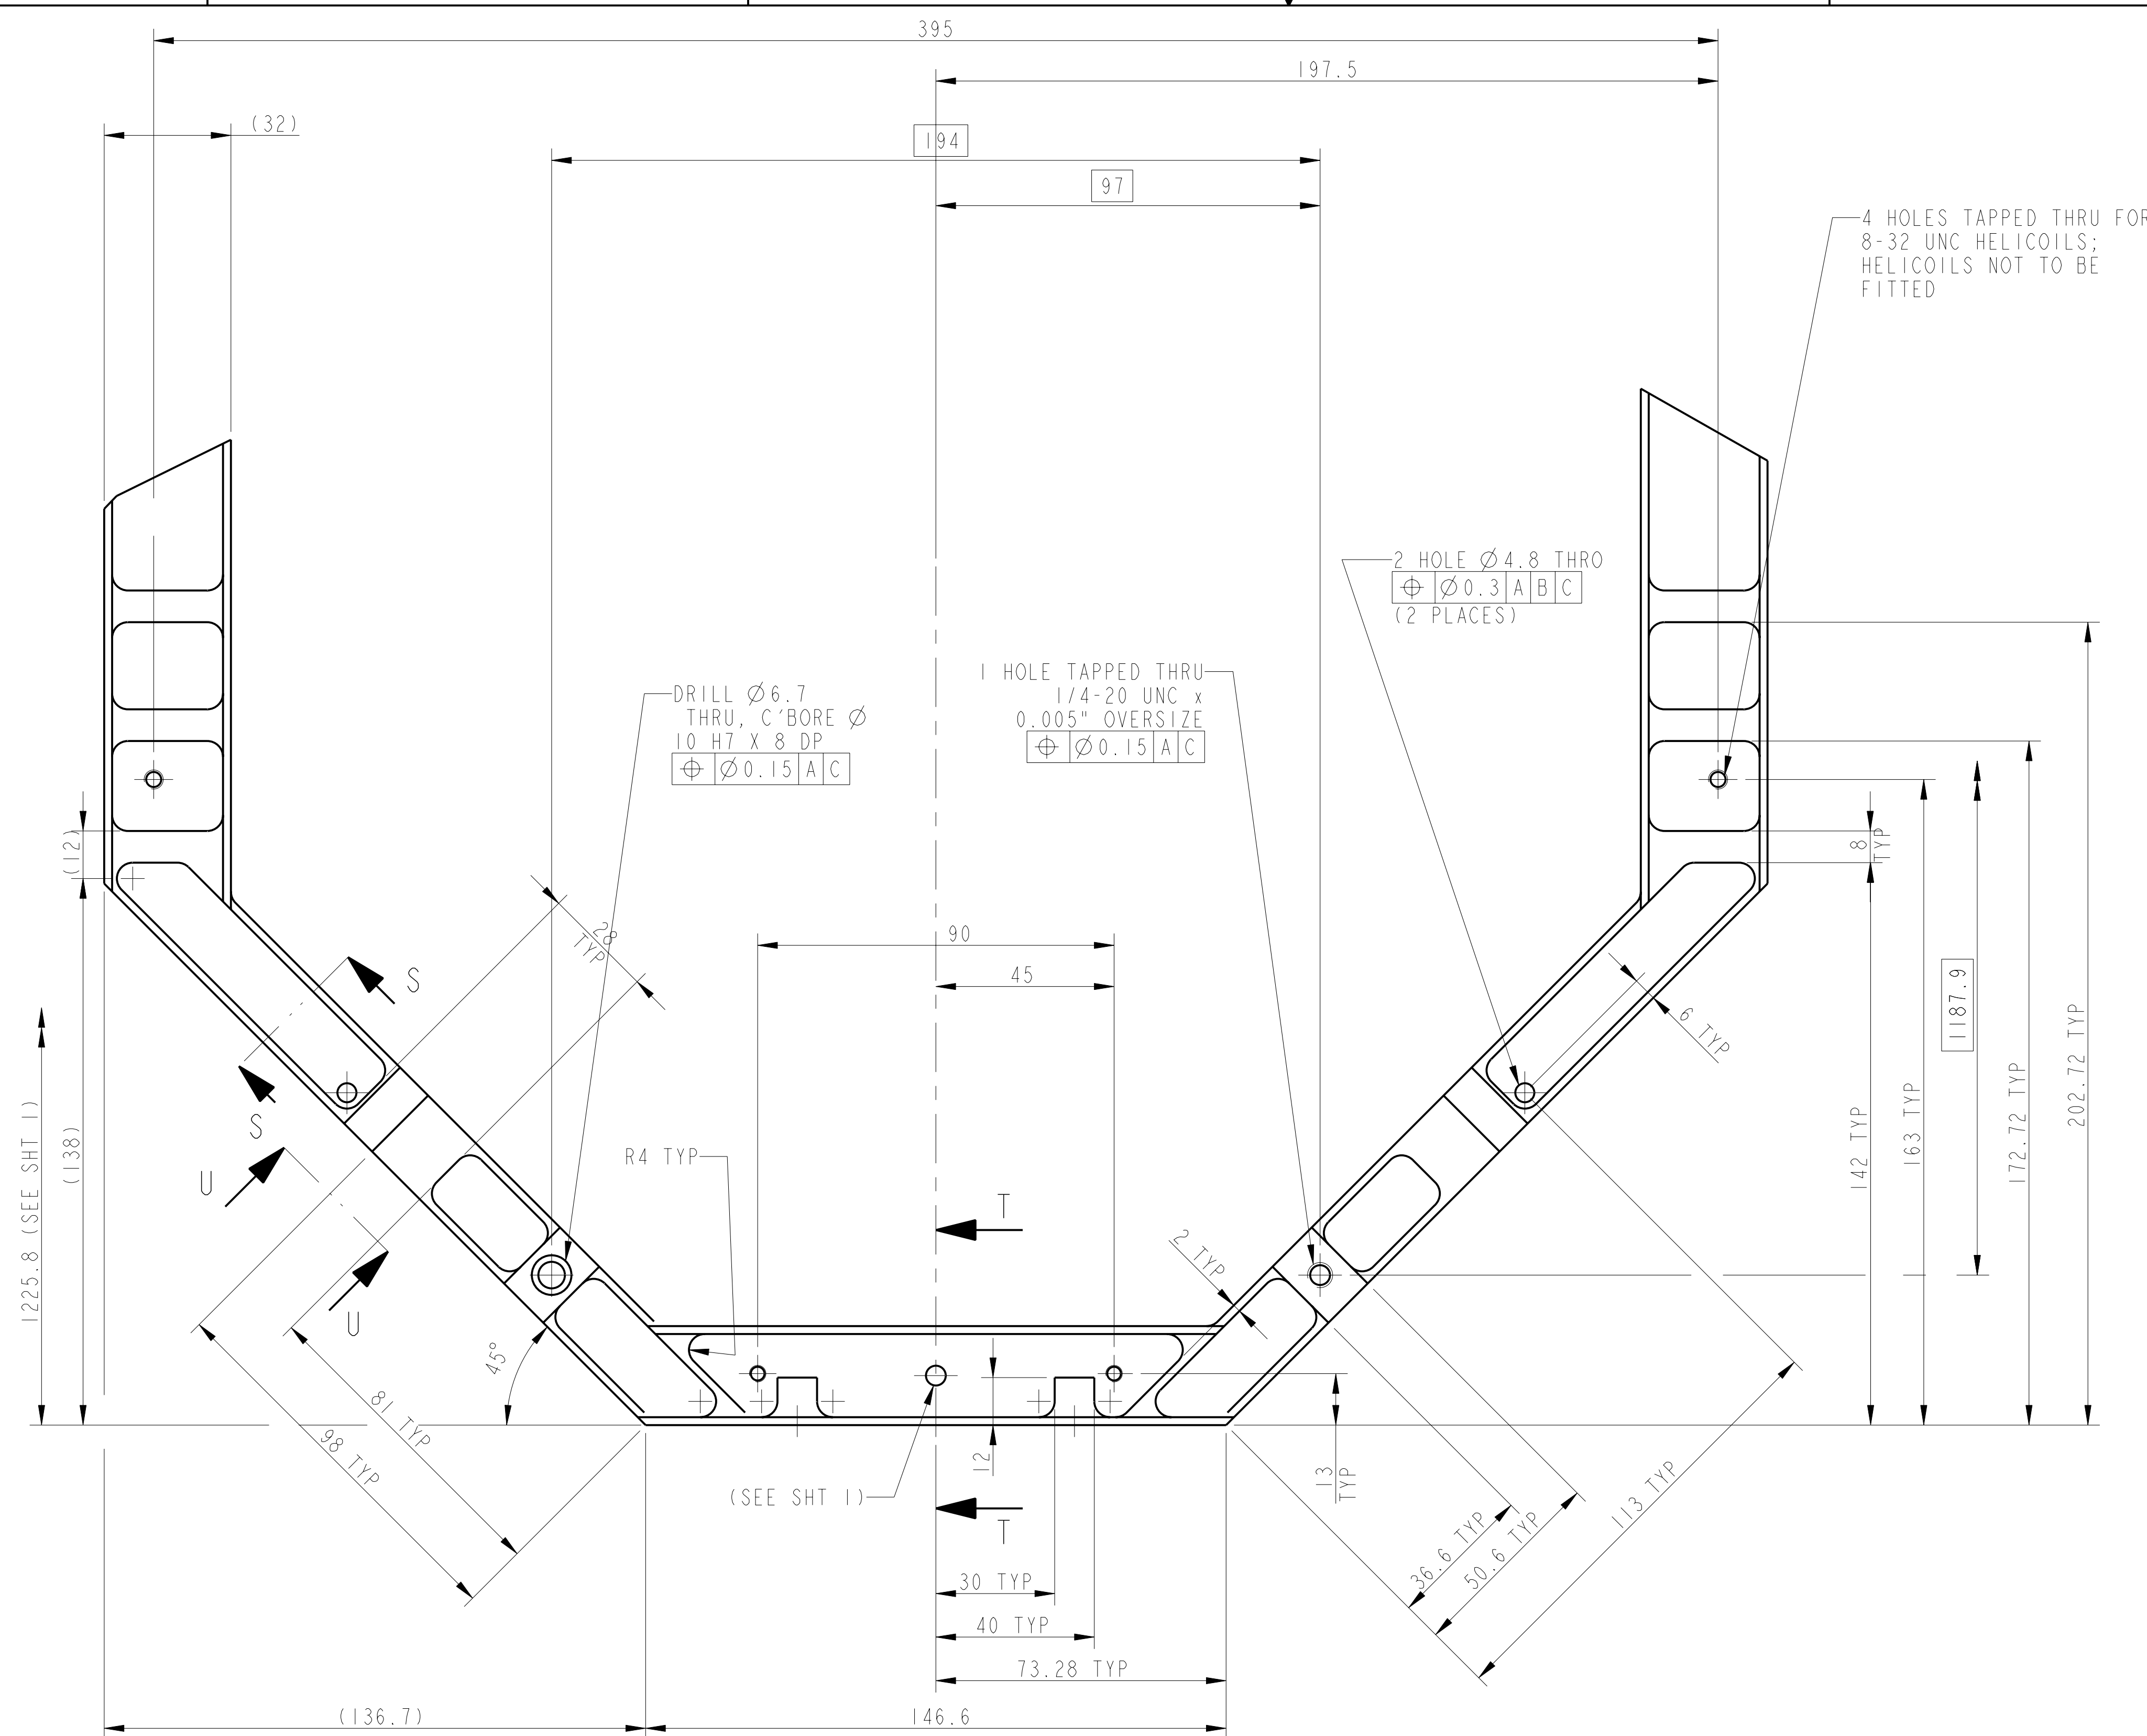 395
197.5
(32)
194
97
4 HOLES TAPPED THRU FOR
8-32 UNC HELICOILS;
HELICOILS NOT TO BE
FITTED
2 HOLE Ø4.8 THRO
⌖ Ø0.3 A B C
(2 PLACES)
1 HOLE TAPPED THRU
1/4-20 UNC x
0.005" OVERSIZE
⌖ Ø0.15 A C
DRILL Ø6.7
THRU, C'BORE Ø
10 H7 X 8 DP
⌖ Ø0.15 A C
(12)
8
TYP
28
TYP
90
45
S
S
U
U
6 TYP
1187.9
202.72 TYP
172.72 TYP
163 TYP
142 TYP
1225.8 (SEE SHT 1)
(138)
R4 TYP
T
2 TYP
45°
81 TYP
98 TYP
12
13
TYP
(SEE SHT 1)
T
113 TYP
36.6 TYP
50.6 TYP
30 TYP
40 TYP
73.28 TYP
(136.7)
146.6